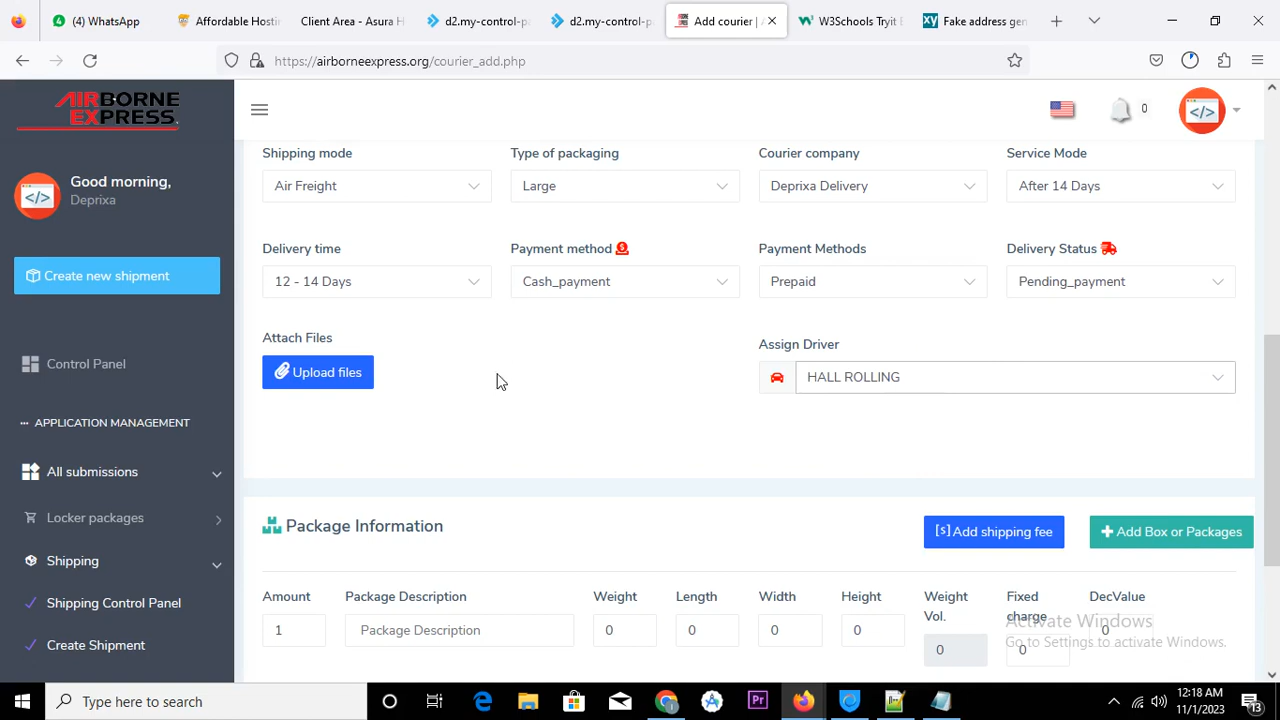 (4) WhatsApp
Affordable Hosti
Client Area - Asura H
d2.my-control-p
d2.my-control-p
Add courier |
W3Schools Tryit E
Fake address gen
https://airborneexpress.org/courier_add.php
AIRBORNE
EXPRESS
0
Good morning,
Deprixa
Create new shipment
Control Panel
APPLICATION MANAGEMENT
All submissions
Locker packages
Shipping
Shipping Control Panel
Create Shipment
Shipping mode
Type of packaging
Courier company
Service Mode
Air Freight
Large
Deprixa Delivery
After 14 Days
Delivery time
Payment method
Payment Methods
Delivery Status
12 - 14 Days
Cash_payment
Prepaid
Pending_payment
Attach Files
Assign Driver
Upload files
HALL ROLLING
Package Information
[$] Add shipping fee
Add Box or Packages
Amount
Package Description
Weight
Length
Width
Height
Weight Vol.
Fixed charge
DecValue
1
Package Description
0
0
0
0
0
0
0
Activate Windows
Go to Settings to activate Windows.
Type here to search
12:18 AM
11/1/2023
13